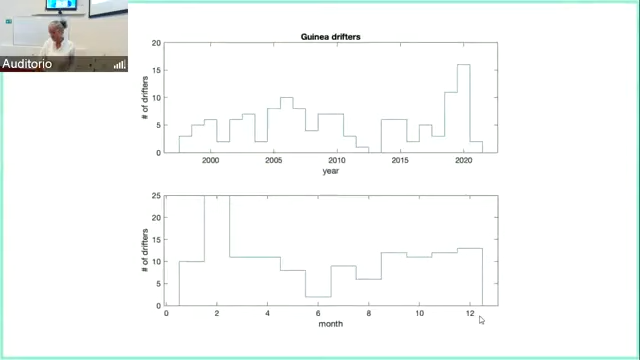 Auditorio
Guinea drifters
20
15
10
5
0
# of drifters
2000 2005 2010 2015 2020
year
25
20
15
10
5
0
# of drifters
0 2 4 6 8 10 12
month